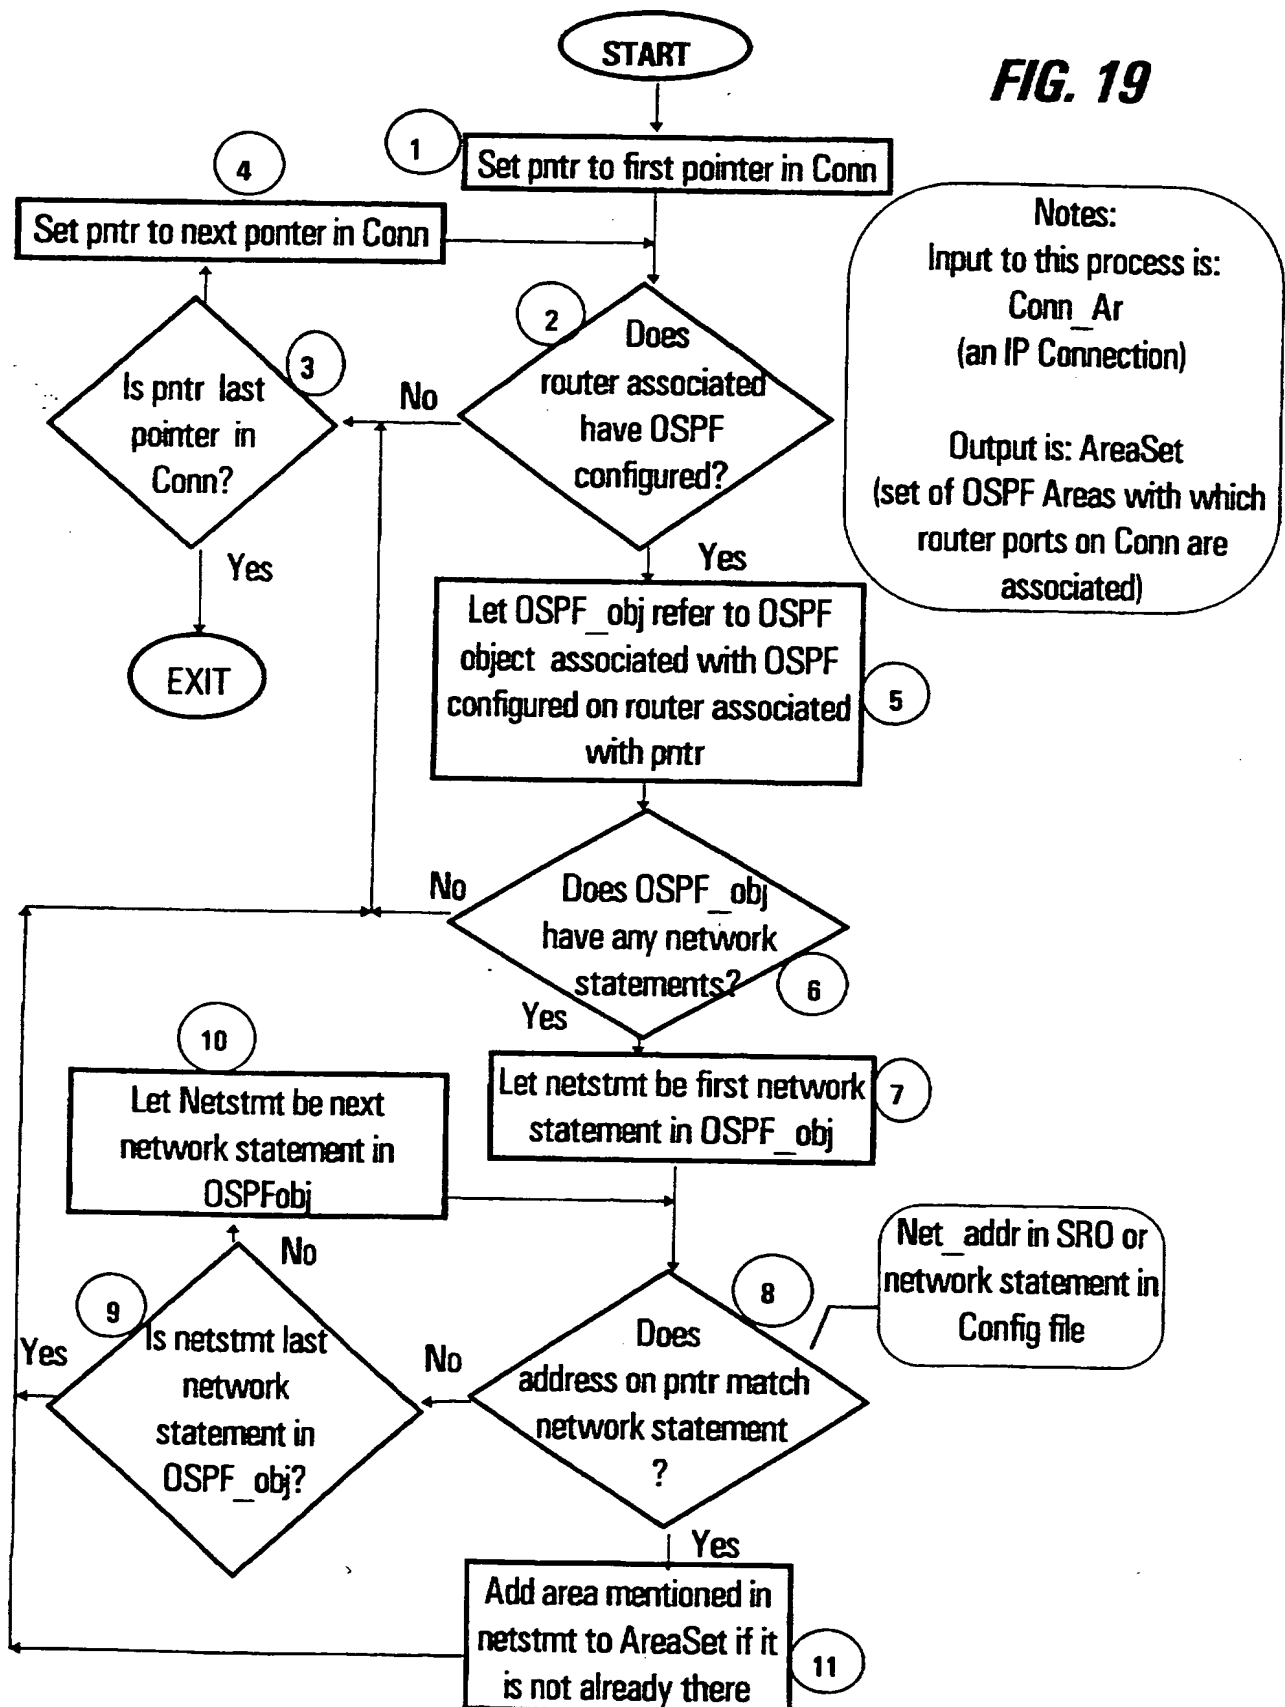 START
FIG. 19
1
Set pntr to first pointer in Conn
4
Set pntr to next ponter in Conn
Notes:
Input to this process is:
Conn_Ar
(an IP Connection)
Output is: AreaSet
(set of OSPF Areas with which
router ports on Conn are
associated)
2
Does
router associated
have OSPF
configured?
No
3
Is pntr last
pointer in
Conn?
Yes
EXIT
Yes
Let OSPF_obj refer to OSPF
object associated with OSPF
configured on router associated
with pntr
5
No
Does OSPF_obj
have any network
statements?
6
Yes
10
Let Netstmt be next
network statement in
OSPFobj
Let netstmt be first network
statement in OSPF_obj
7
No
Net_addr in SRO or
network statement in
Config file
8
Does
address on pntr match
network statement
?
No
9
Is netstmt last
network
statement in
OSPF_obj?
Yes
Yes
Add area mentioned in
netstmt to AreaSet if it
is not already there
11